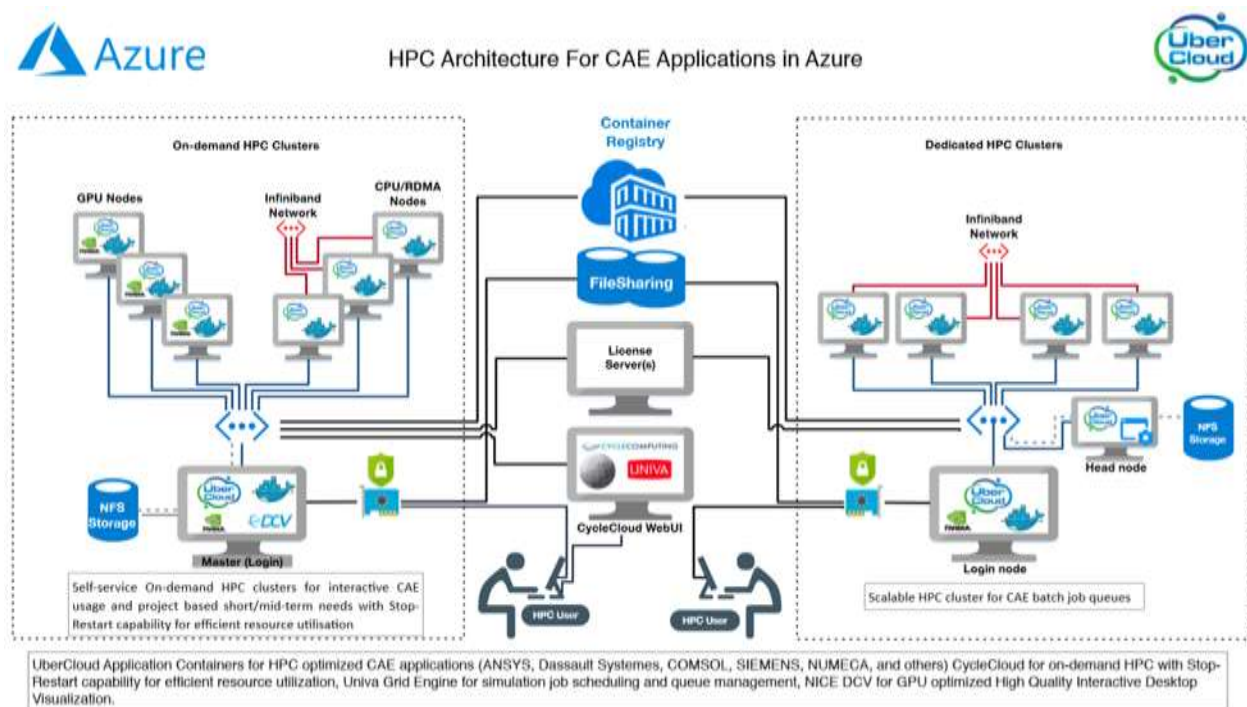 Azure
HPC Architecture For CAE Applications in Azure
Uber
Cloud
On-demand HPC Clusters
GPU Nodes
Infiniband
Network
CPU/RDMA
Nodes
Container
Registry
FileSharing
License
Server(s)
CYCLECOMPUTING
UNIVA
CycleCloud WebUI
HPC User
HPC User
NFS
Storage
Uber
Cloud
DCV
Master (Login)
Self-service On-demand HPC clusters for interactive CAE
usage and project based short/mid-term needs with Stop-
Restart capability for efficient resource utilisation
Dedicated HPC Clusters
Infiniband
Network
Head node
NFS
Storage
Uber
Cloud
Login node
Scalable HPC cluster for CAE batch job queues
UberCloud Application Containers for HPC optimized CAE applications (ANSYS, Dassault Systemes, COMSOL, SIEMENS, NUMECA, and others) CycleCloud for on-demand HPC with Stop-
Restart capability for efficient resource utilization, Univa Grid Engine for simulation job scheduling and queue management, NICE DCV for GPU optimized High Quality Interactive Desktop
Visualization.